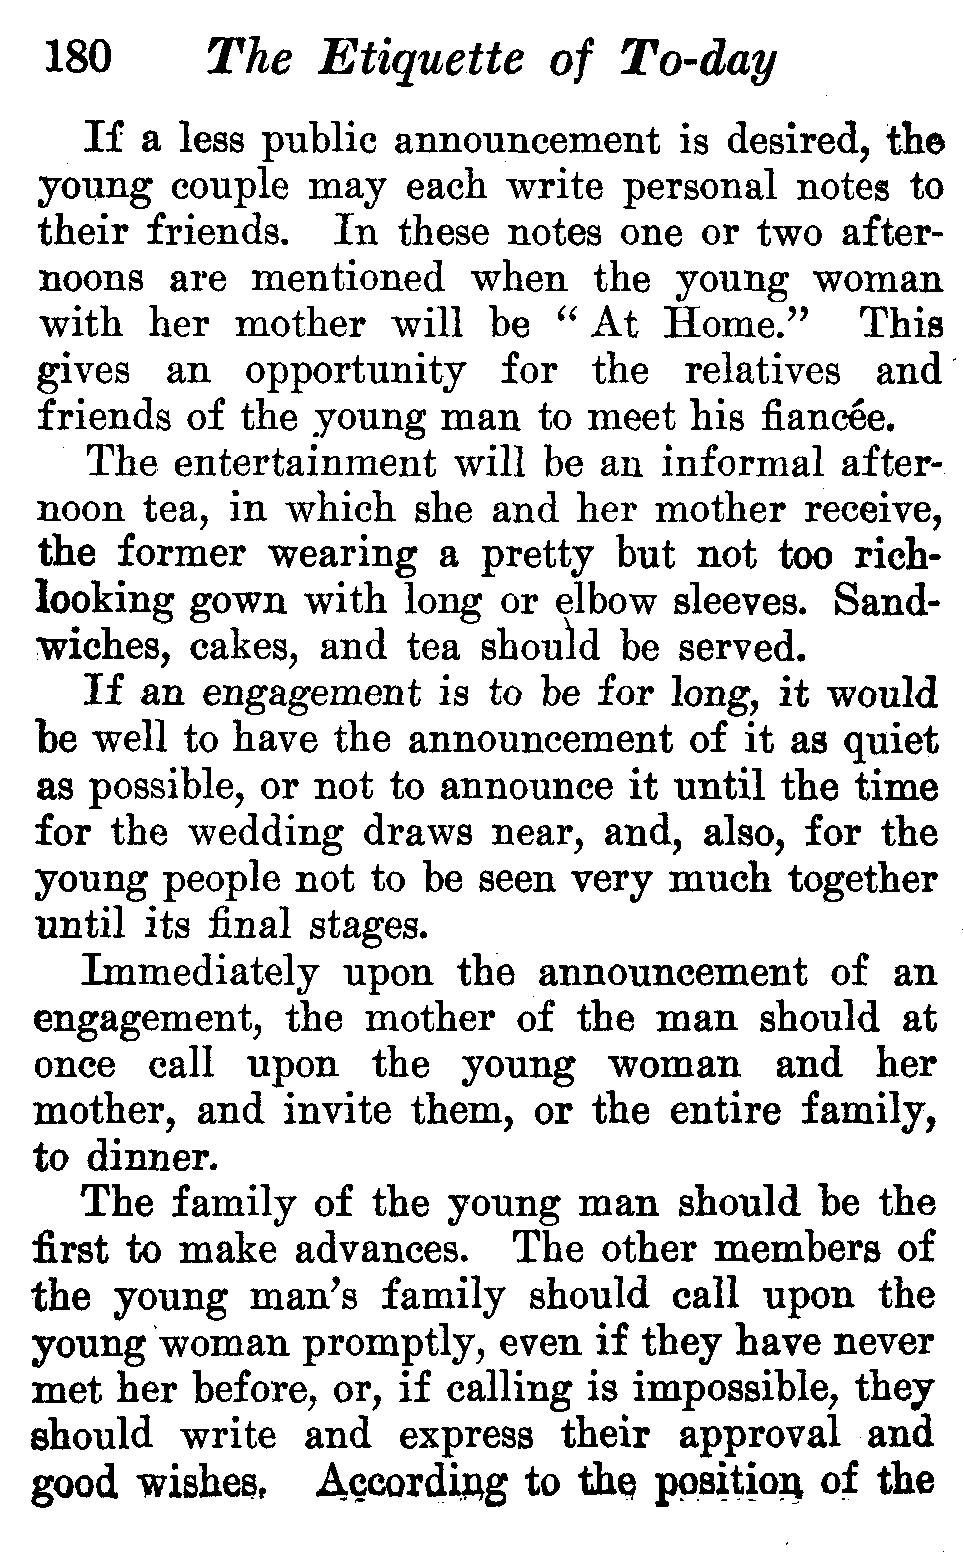 180 The Etiquette of To-day
If a less public announcement is desired, the
young couple may each write personal notes to
their friends. In these notes one or two after-
noons are mentioned when the young woman
with her mother will be “ At Home.” This
gives an opportunity for the relatives and
friends of the young man to meet his fiancée.
The entertainment will be an informal after-
noon tea, in which she and her mother receive,
the former wearing a pretty but not too rich-
looking gown with long or elbow sleeves. Sand-
wiches, cakes, and tea should be served.
If an engagement is to be for long, it would
be well to have the announcement of it as quiet
as possible, or not to announce it until the time
for the wedding draws near, and, also, for the
young people not to be seen very much together
until its final stages.
Immediately upon the announcement of an
engagement, the mother of the man should at
once call upon the young woman and her
mother, and invite them, or the entire family,
to dinner.
The family of the young man should be the
first to make advances. The other members of
the young man’s family should call upon the
young woman promptly, even if they have never
met her before, or, if calling is impossible, they
should write and express their approval and
good wishes. According to the position of the